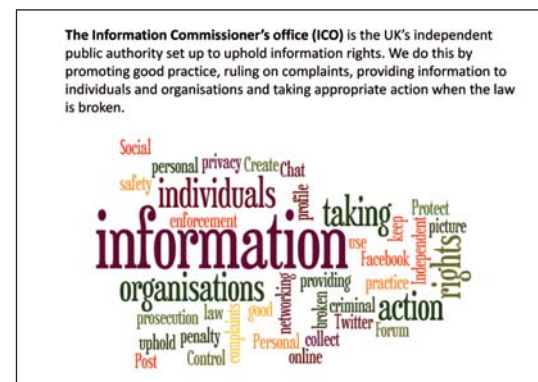 The Information Commissioner's office (ICO) is the UK's independent
public authority set up to uphold information rights. We do this by
promoting good practice, ruling on complaints, providing information to
individuals and organisations and taking appropriate action when the law
is broken.
Social
personal privacy Create Chat
safety individuals profile taking Protect
enforcement keep Independent picture
information use Facebook rights
organisations networking providing practice
prosecution law complaints good broken criminal action
Twitter Forum
uphold penalty Personal collect
Post Control online